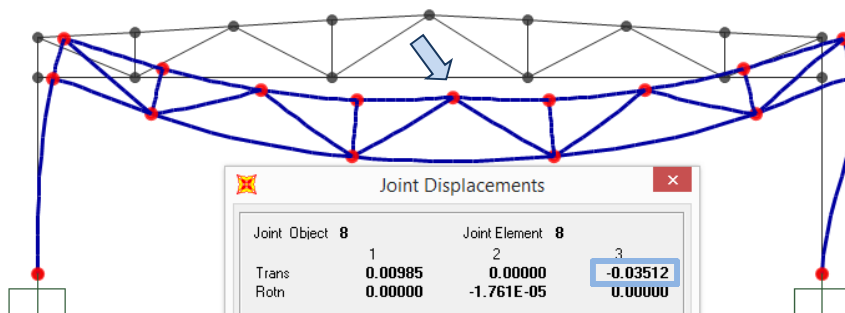 Joint Displacements
Joint Object 8 Joint Element 8
1 2 3
Trans 0.00985 0.00000 -0.03512
Rotn 0.00000 -1.761E-05 0.00000